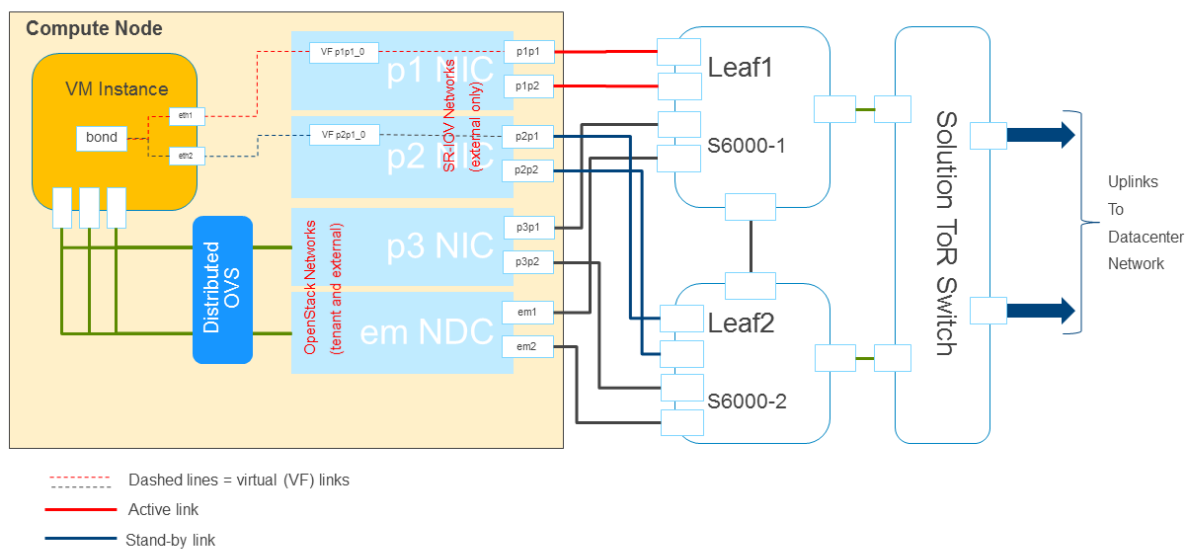 Compute Node
VM Instance
bond
eth1
eth2
VF p1p1_0
p1 NIC
p1p1
p1p2
VF p2p1_0
p2 NIC
p2p1
p2p2
SR-IOV Networks
(external only)
p3 NIC
p3p1
p3p2
em NDC
em1
em2
OpenStack Networks
(tenant and external)
Distributed
OVS
Leaf1
S6000-1
Leaf2
S6000-2
Solution ToR Switch
Uplinks
To
Datacenter
Network
Dashed lines = virtual (VF) links
Active link
Stand-by link